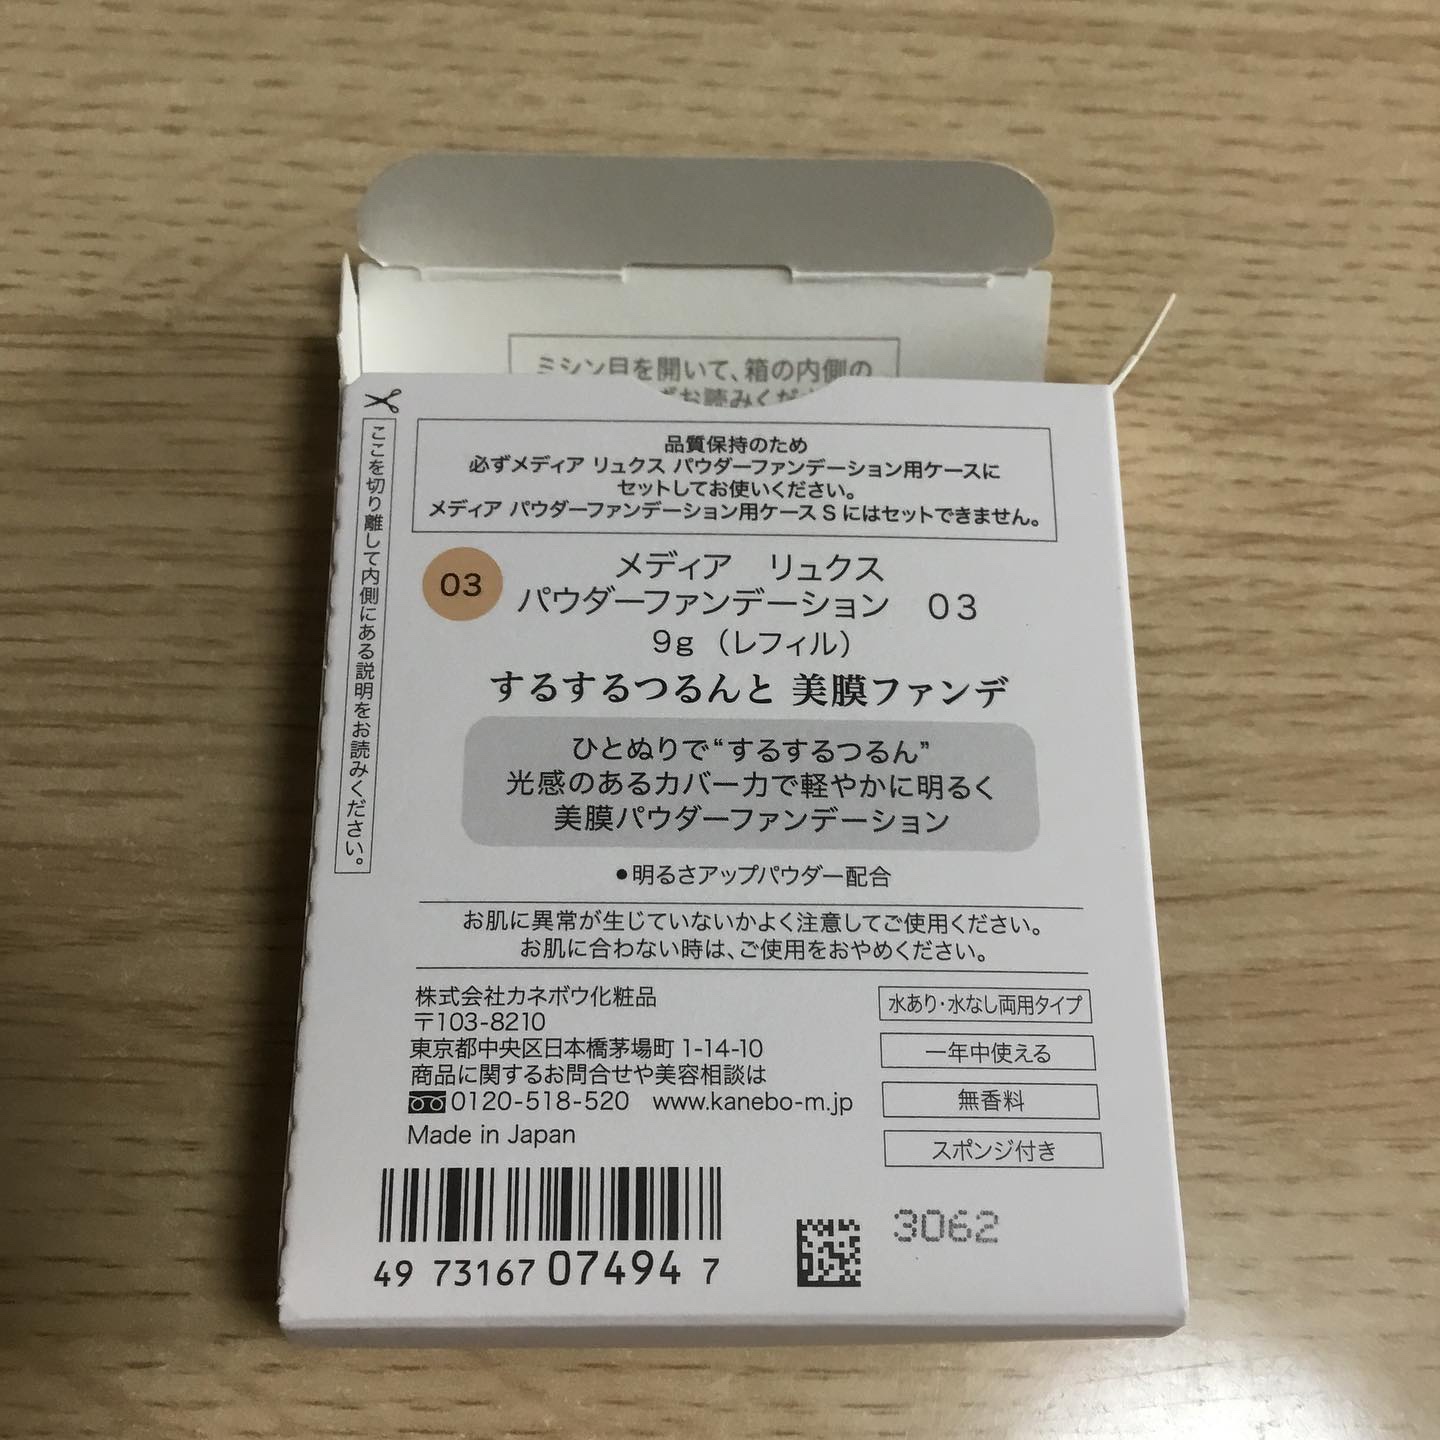 ミシン目を開いて、箱の内側の
お読みくだ
ここを切り離して内側にある説明をお読みください。
品質保持のため
必ずメディア リュクス パウダーファンデーション用ケースに
セットしてお使いください。
メディア パウダーファンデーション用ケース S にはセットできません。
03
メディア　リュクス
パウダーファンデーション　03
9g（レフィル）
するするつるんと 美膜ファンデ
ひとぬりで“するするつるん”
光感のあるカバー力で軽やかに明るく
美膜パウダーファンデーション
●明るさアップパウダー配合
お肌に異常が生じていないかよく注意してご使用ください。
お肌に合わない時は、ご使用をおやめください。
株式会社カネボウ化粧品
〒103-8210
東京都中央区日本橋茅場町 1-14-10
商品に関するお問合せや美容相談は
0120-518-520 www.kanebo-m.jp
Made in Japan
水あり・水なし両用タイプ
一年中使える
無香料
スポンジ付き
49 73167 07494 7
3062